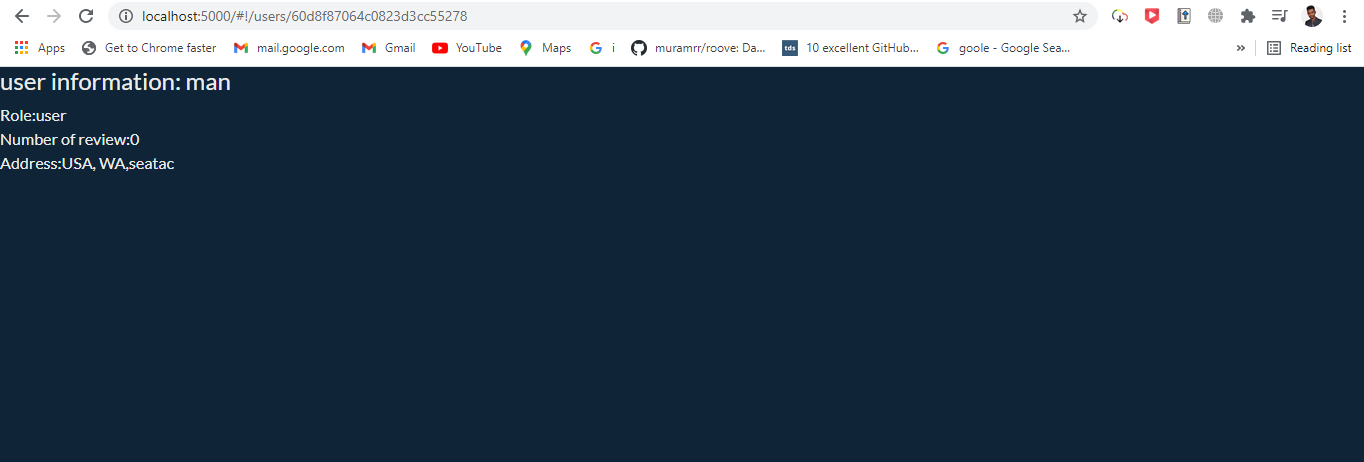 localhost:5000/#!/users/60d8f87064c0823d3cc55278
Apps Get to Chrome faster mail.google.com Gmail YouTube Maps i muramrr/roove: Da... tds 10 excellent GitHub... goole - Google Sea... » Reading list
user information: man
Role:user
Number of review:0
Address:USA, WA,seatac